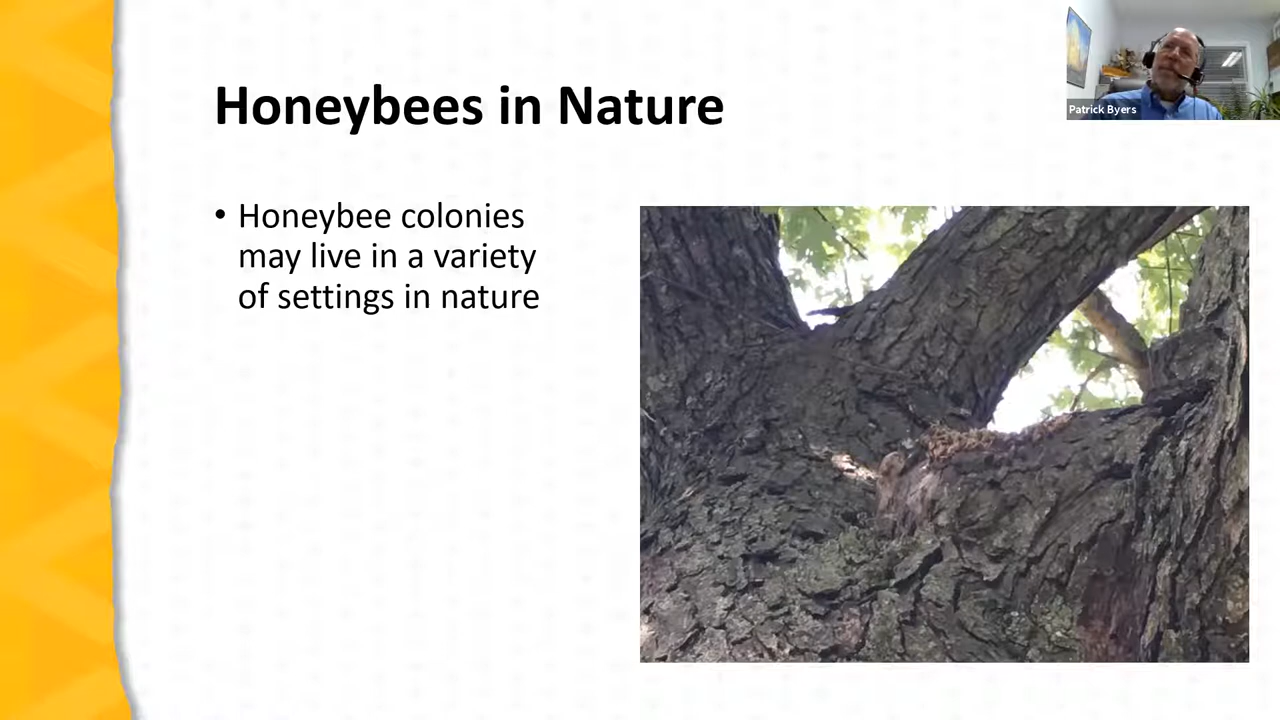 Honeybees in Nature
Patrick Byers
• Honeybee colonies
may live in a variety
of settings in nature